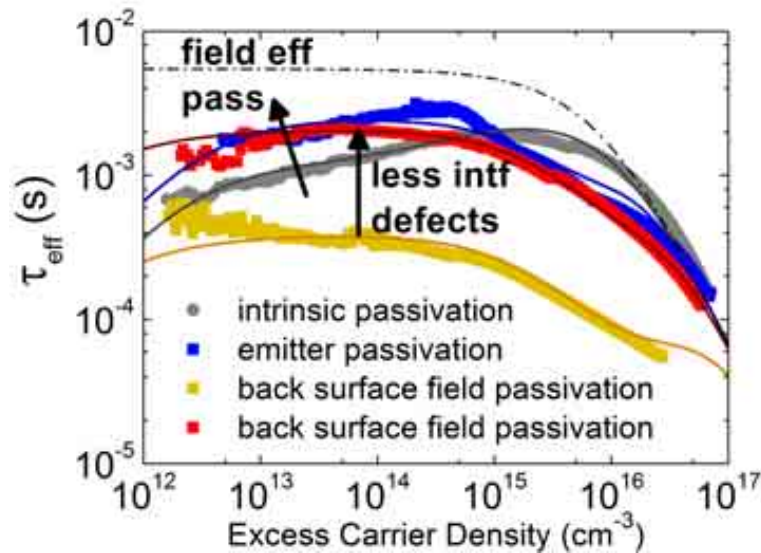 10⁻²
field eff
pass
10⁻³
less intf
defects
τeff (s)
10⁻⁴
intrinsic passivation
emitter passivation
back surface field passivation
back surface field passivation
10⁻⁵
10¹² 10¹³ 10¹⁴ 10¹⁵ 10¹⁶ 10¹⁷
Excess Carrier Density (cm⁻³)